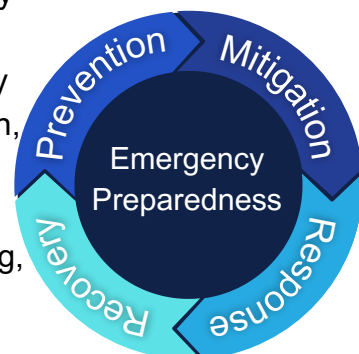 y
y
n,
g,
Prevention
Mitigation
Response
Recovery
Emergency
Preparedness